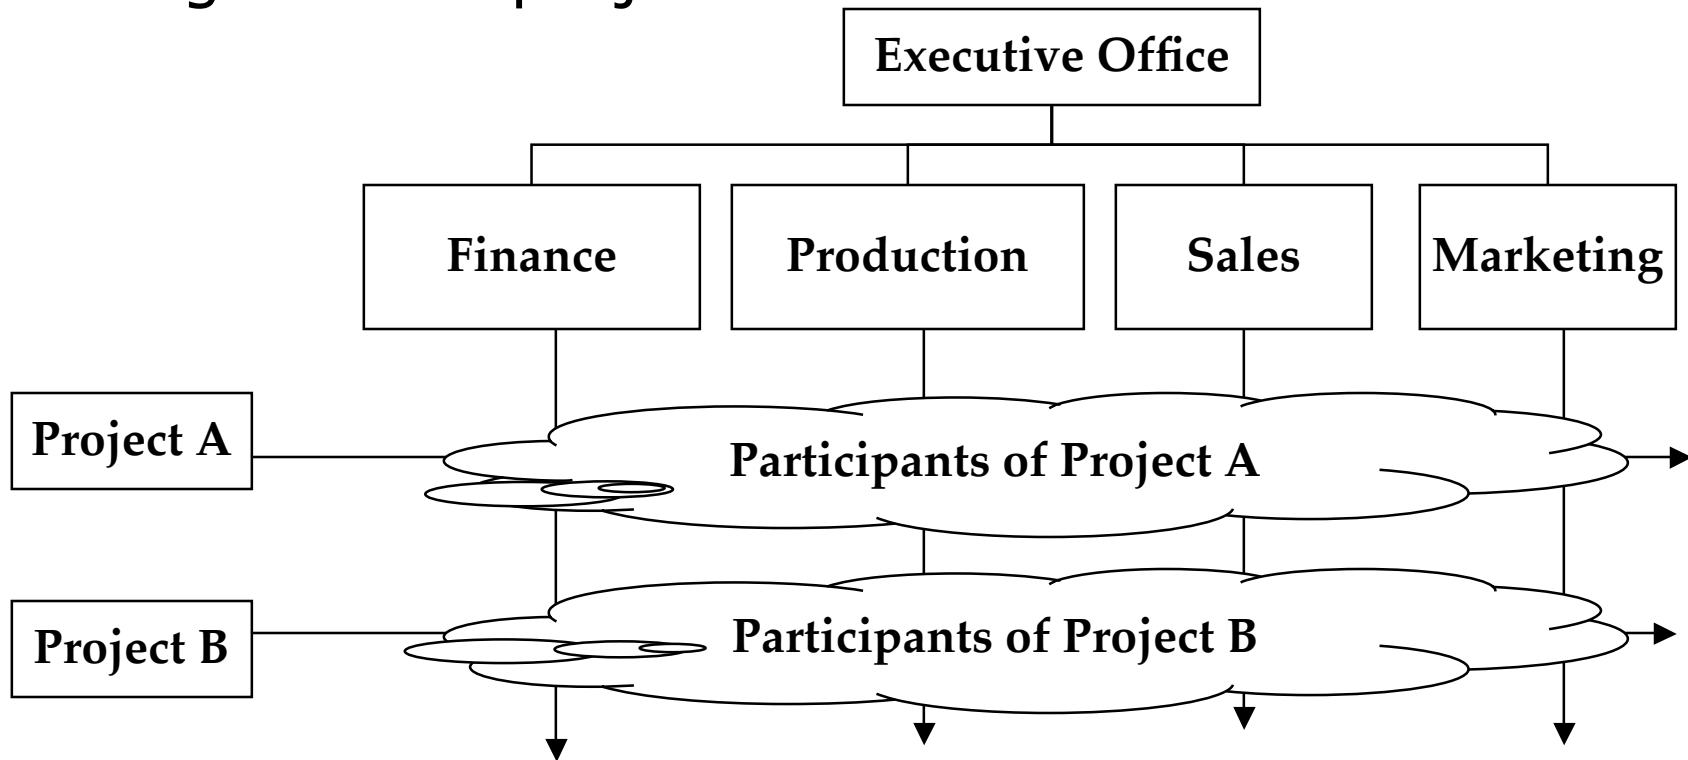 Executive Office
Finance
Production
Sales
Marketing
Project A
Participants of Project A
Project B
Participants of Project B